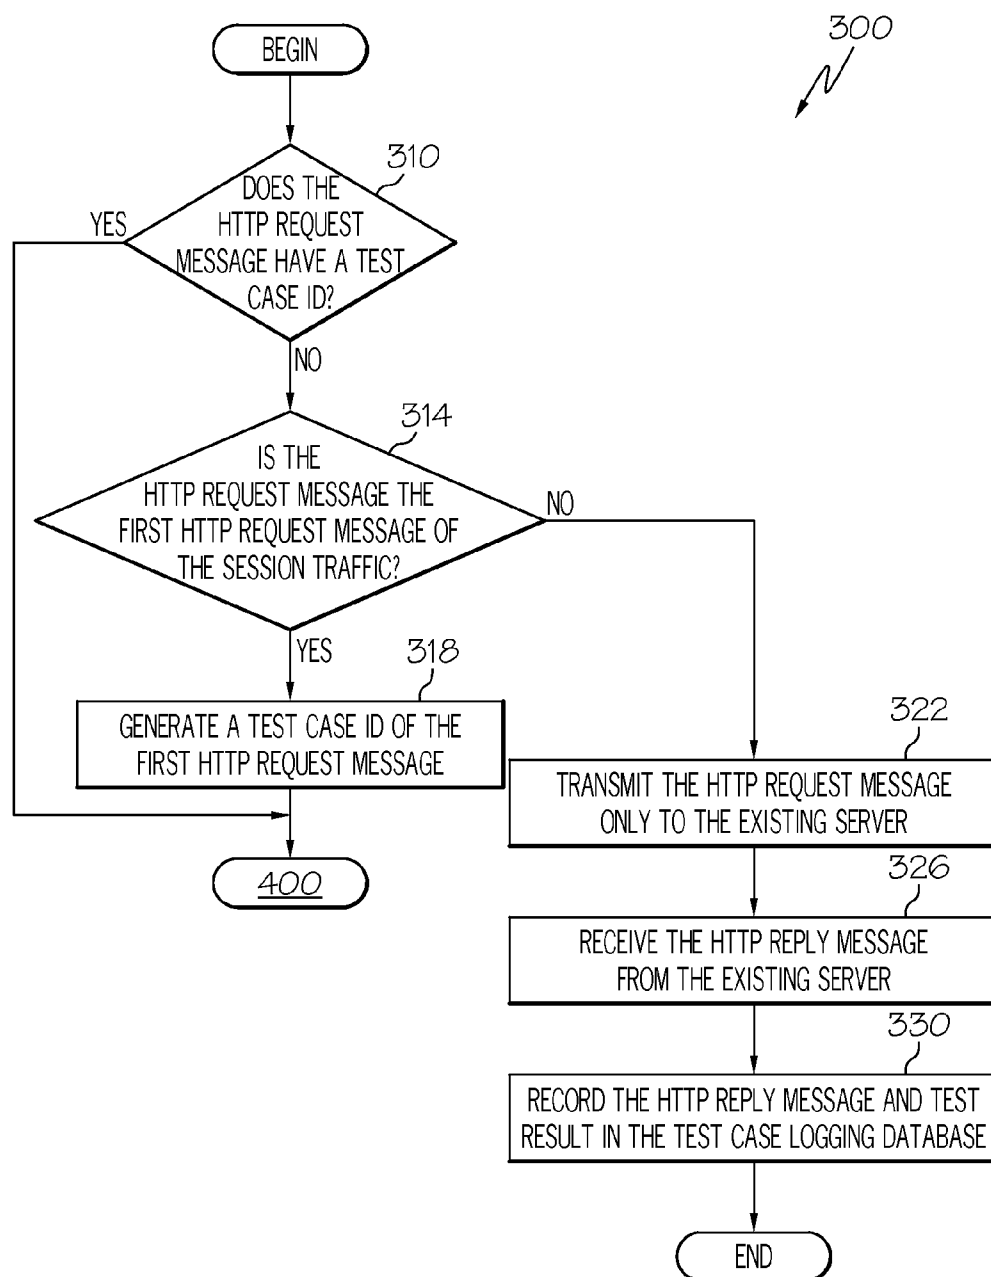 300
BEGIN
310
DOES THE
HTTP REQUEST
MESSAGE HAVE A TEST
CASE ID?
YES
NO
314
IS THE
HTTP REQUEST MESSAGE THE
FIRST HTTP REQUEST MESSAGE OF
THE SESSION TRAFFIC?
NO
YES
318
GENERATE A TEST CASE ID OF THE
FIRST HTTP REQUEST MESSAGE
400
322
TRANSMIT THE HTTP REQUEST MESSAGE
ONLY TO THE EXISTING SERVER
326
RECEIVE THE HTTP REPLY MESSAGE
FROM THE EXISTING SERVER
330
RECORD THE HTTP REPLY MESSAGE AND TEST
RESULT IN THE TEST CASE LOGGING DATABASE
END